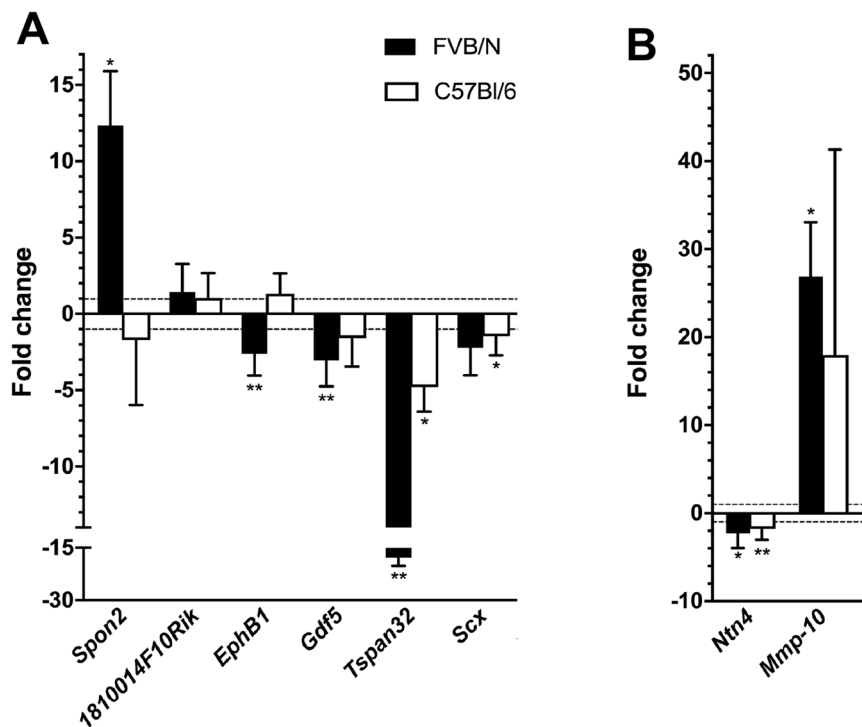 A
FVB/N
C57Bl/6
Fold change
15
10
5
0
-5
-10
-15
-30
*
**
**
**
*
*
Spon2
1810014F10Rik
EphB1
Gdf5
Tspan32
Scx
B
Fold change
50
40
30
20
10
0
-10
*
*
**
Ntn4
Mmp-10